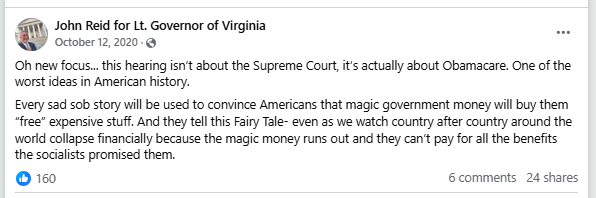 John Reid for Lt. Governor of Virginia
October 12, 2020 ·
Oh new focus... this hearing isn't about the Supreme Court, it's actually about Obamacare. One of the
worst ideas in American history.
Every sad sob story will be used to convince Americans that magic government money will buy them
“free” expensive stuff. And they tell this Fairy Tale- even as we watch country after country around the
world collapse financially because the magic money runs out and they can't pay for all the benefits
the socialists promised them.
160
6 comments 24 shares